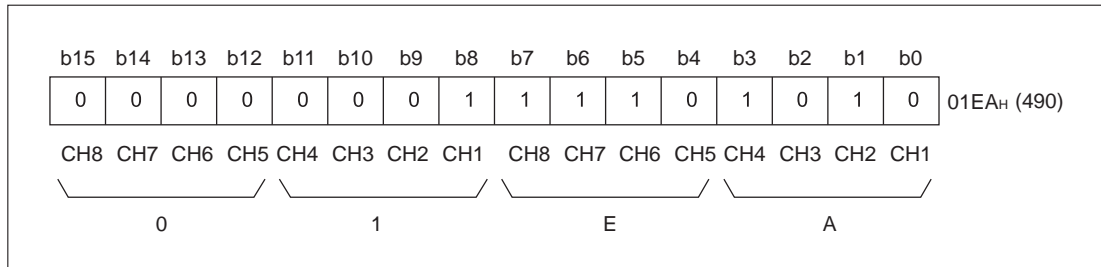 b15 b14 b13 b12 b11 b10 b9 b8 b7 b6 b5 b4 b3 b2 b1 b0
0 0 0 0 0 0 0 1 1 1 1 0 1 0 1 0 01EAH (490)
CH8 CH7 CH6 CH5 CH4 CH3 CH2 CH1 CH8 CH7 CH6 CH5 CH4 CH3 CH2 CH1
0 1 E A